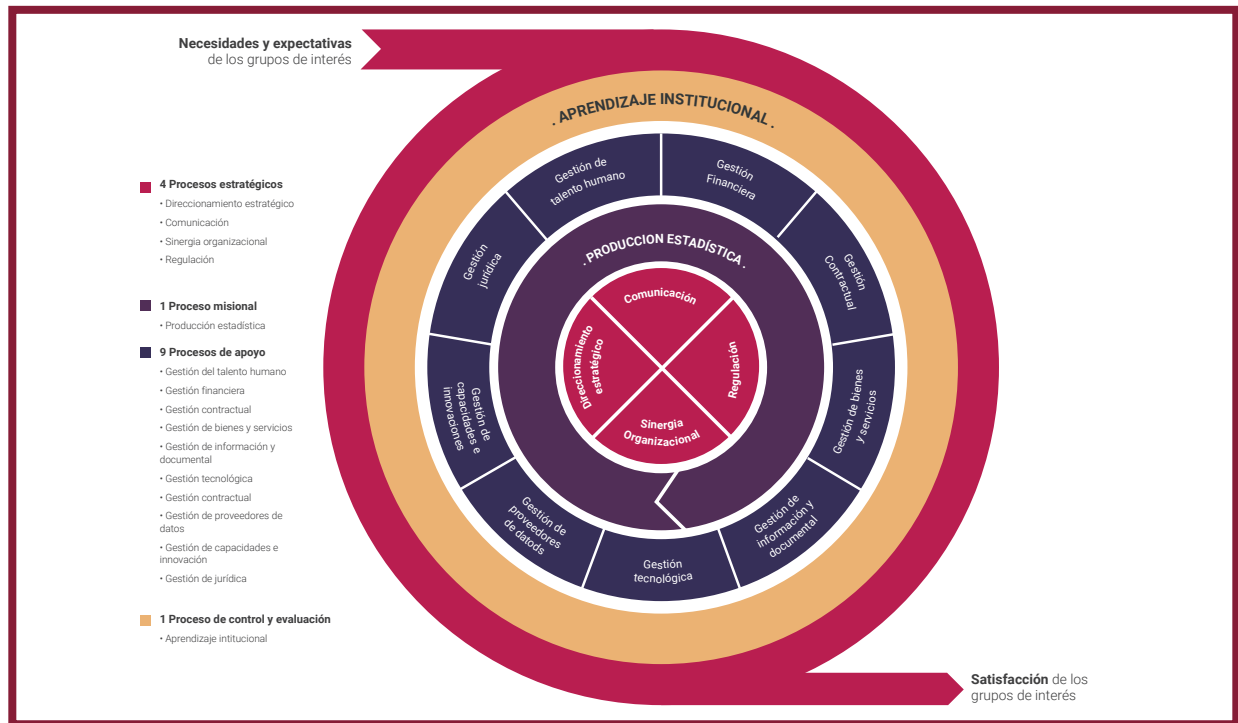 Necesidades y expectativas
de los grupos de interés
4 Procesos estratégicos
• Direccionamiento estratégico
• Comunicación
• Sinergia organizacional
• Regulación
1 Proceso misional
• Producción estadística
9 Procesos de apoyo
• Gestión del talento humano
• Gestión financiera
• Gestión contractual
• Gestión de bienes y servicios
• Gestión de información y
documental
• Gestión tecnológica
• Gestión contractual
• Gestión de proveedores de
datos
• Gestión de capacidades e
innovación
• Gestión de jurídica
1 Proceso de control y evaluación
• Aprendizaje intitucional
. APRENDIZAJE INSTITUCIONAL .
Gestión de
talento humano
Gestión
Financiera
Gestión
Contractual
Gestión de bienes
y servicios
Gestión de
información y
documental
Gestión
tecnológica
Gestión de
proveedores
de datods
Gestión de
capacidades e
innovaciones
Gestión
jurídica
. PRODUCCION ESTADÍSTICA .
Comunicación
Regulación
Sinergia
Organizacional
Direccionamiento
estratégico
Satisfacción de los
grupos de interés